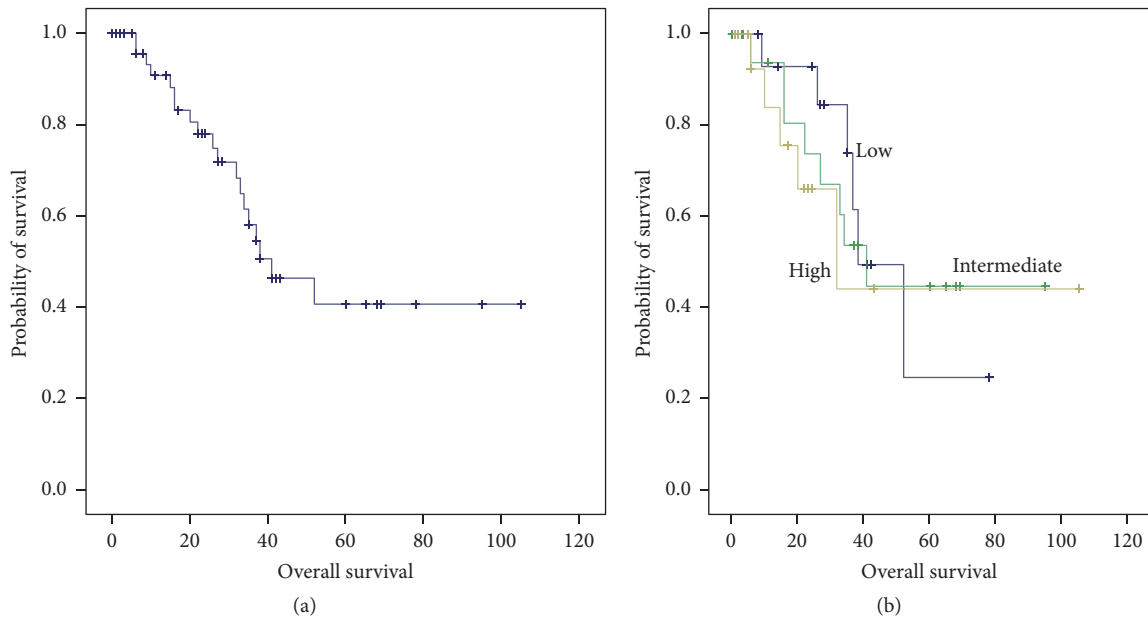 1.0
0.8
0.6
0.4
0.2
0.0
Probability of survival
0 20 40 60 80 100 120
Overall survival
(a)
1.0
0.8
0.6
0.4
0.2
0.0
Probability of survival
Low
High
Intermediate
0 20 40 60 80 100 120
Overall survival
(b)